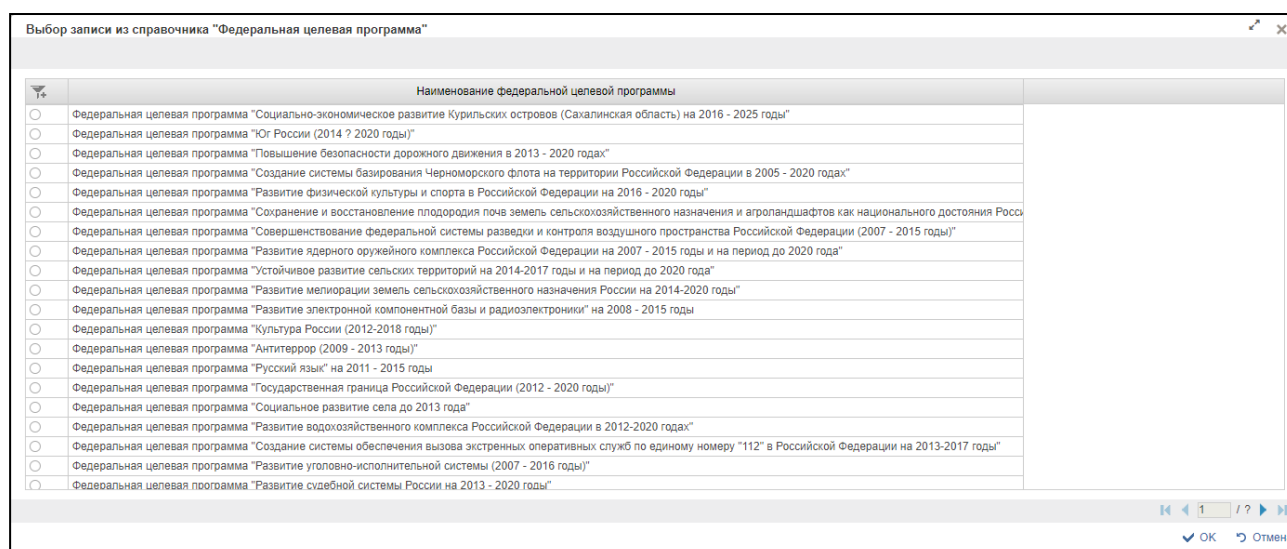 Выбор записи из справочника "Федеральная целевая программа"
Наименование федеральной целевой программы
Федеральная целевая программа "Социально-экономическое развитие Курильских островов (Сахалинская область) на 2016 - 2025 годы"
Федеральная целевая программа "Юг России (2014 ? 2020 годы)"
Федеральная целевая программа "Повышение безопасности дорожного движения в 2013 - 2020 годах"
Федеральная целевая программа "Создание системы базирования Черноморского флота на территории Российской Федерации в 2005 - 2020 годах"
Федеральная целевая программа "Развитие физической культуры и спорта в Российской Федерации на 2016 - 2020 годы"
Федеральная целевая программа "Сохранение и восстановление плодородия почв земель сельскохозяйственного назначения и агроландшафтов как национального достояния Росси
Федеральная целевая программа "Совершенствование федеральной системы разведки и контроля воздушного пространства Российской Федерации (2007 - 2015 годы)"
Федеральная целевая программа "Развитие ядерного оружейного комплекса Российской Федерации на 2007 - 2015 годы и на период до 2020 года"
Федеральная целевая программа "Устойчивое развитие сельских территорий на 2014-2017 годы и на период до 2020 года"
Федеральная целевая программа "Развитие мелиорации земель сельскохозяйственного назначения России на 2014-2020 годы"
Федеральная целевая программа "Развитие электронной компонентной базы и радиоэлектроники" на 2008 - 2015 годы
Федеральная целевая программа "Культура России (2012-2018 годы)"
Федеральная целевая программа "Антитеррор (2009 - 2013 годы)"
Федеральная целевая программа "Русский язык" на 2011 - 2015 годы
Федеральная целевая программа "Государственная граница Российской Федерации (2012 - 2020 годы)"
Федеральная целевая программа "Социальное развитие села до 2013 года"
Федеральная целевая программа "Развитие водохозяйственного комплекса Российской Федерации в 2012-2020 годах"
Федеральная целевая программа "Создание системы обеспечения вызова экстренных оперативных служб по единому номеру "112" в Российской Федерации на 2013-2017 годы"
Федеральная целевая программа "Развитие уголовно-исполнительной системы (2007 - 2016 годы)"
Федеральная целевая программа "Развитие судебной системы России на 2013 - 2020 годы"
1 / ?
ОК Отмен